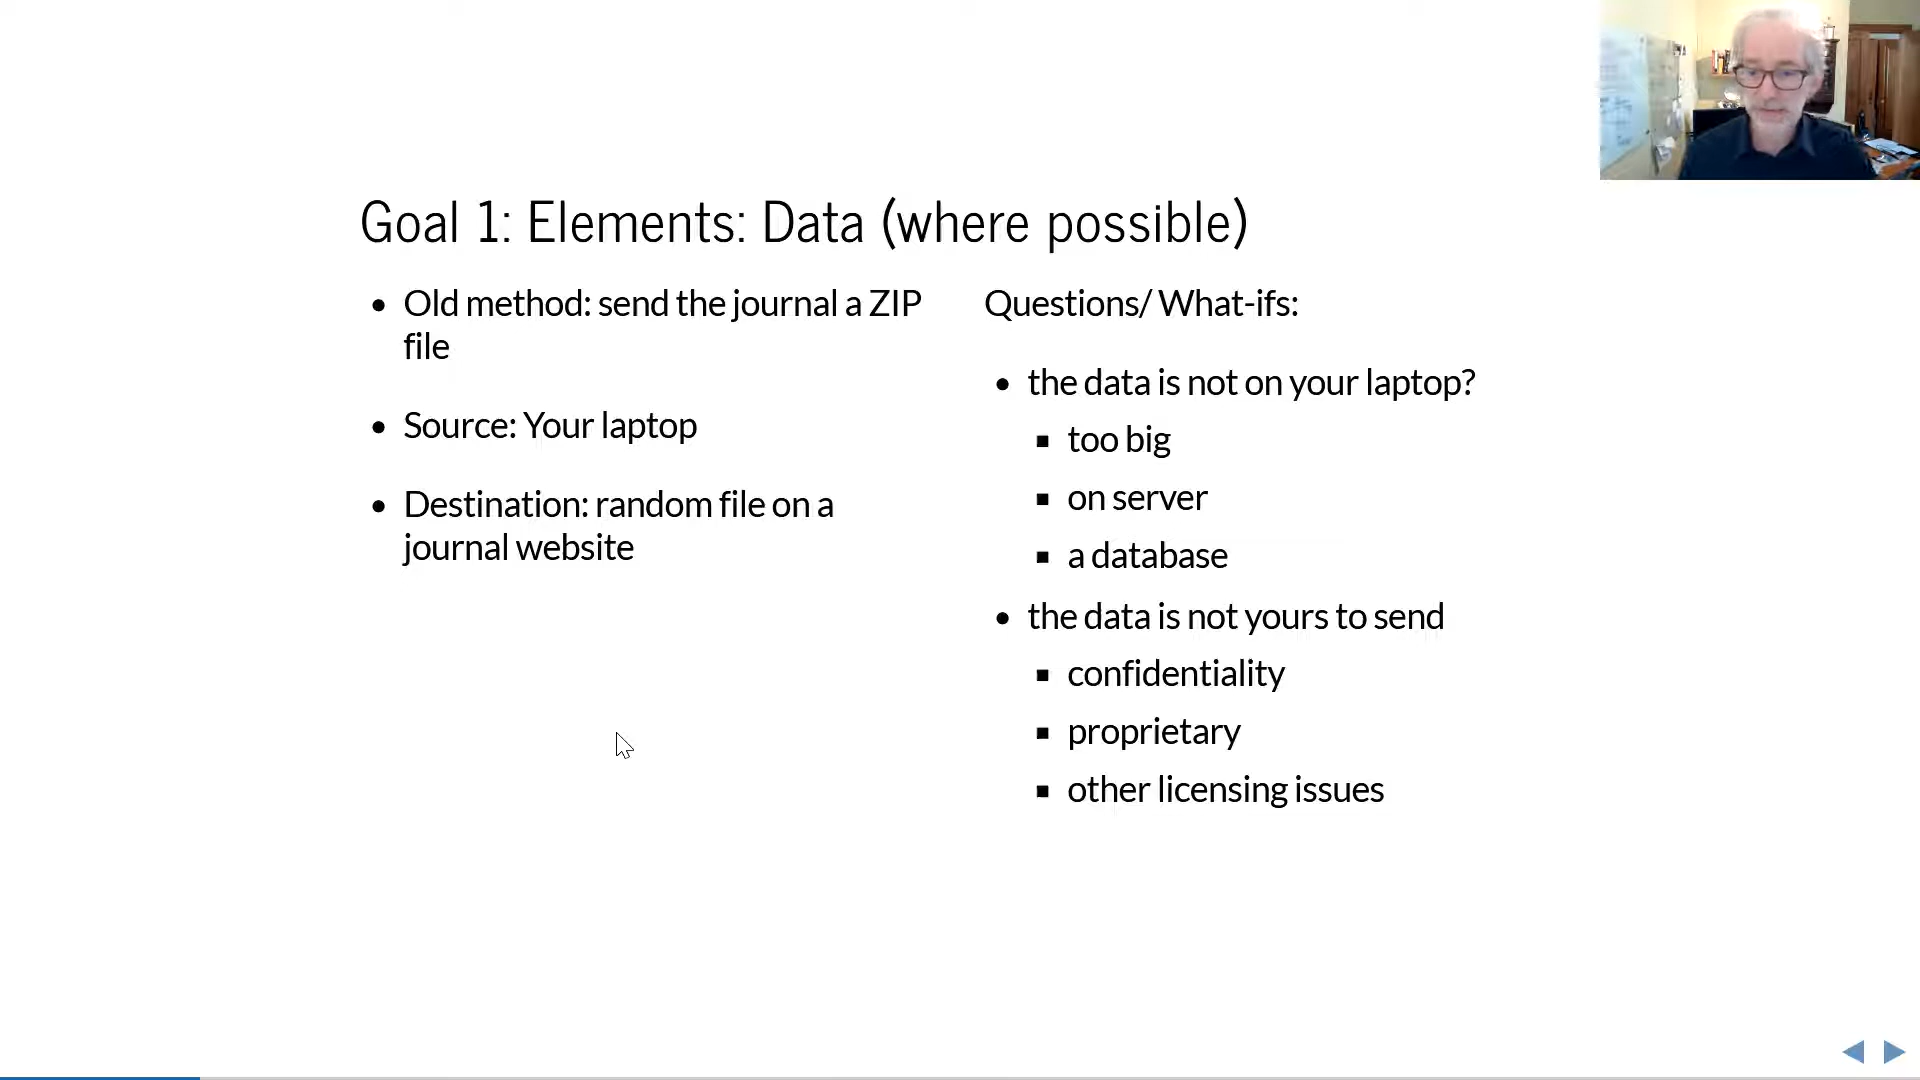 Goal 1: Elements: Data (where possible)
Old method: send the journal a ZIP
file
Source: Your laptop
Destination: random file on a
journal website
Questions/ What-ifs:
the data is not on your laptop?
too big
on server
a database
the data is not yours to send
confidentiality
proprietary
other licensing issues